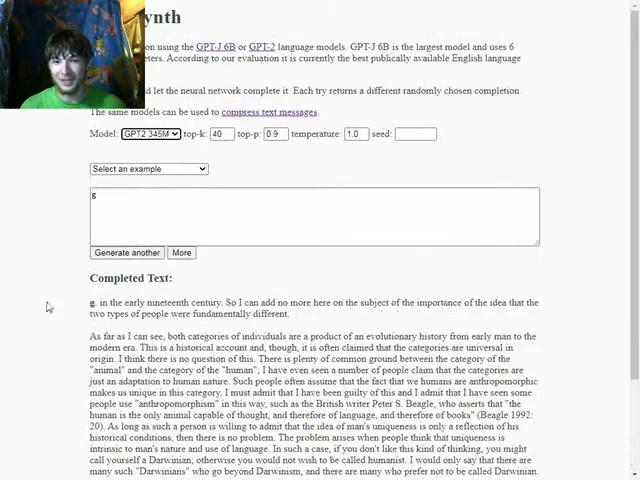 ynth
on using the GPT-J 6B or GPT-2 language models. GPT-J 6B is the largest model and uses 6
eters. According to our evaluation it is currently the best publically available English language
and let the neural network complete it. Each try returns a different randomly chosen completion.
The same models can be used to compress text messages.
Model: GPT2 345M top-k: 40 top-p: 0.9 temperature: 1.0 seed:
Select an example
g
Generate another More
Completed Text:
g. in the early nineteenth century. So I can add no more here on the subject of the importance of the idea that the
two types of people were fundamentally different.
As far as I can see, both categories of individuals are a product of an evolutionary history from early man to the
modern era. This is a historical account and, though, it is often claimed that the categories are universal in
origin. I think there is no question of this. There is plenty of common ground between the category of the
"animal" and the category of the "human"; I have even seen a number of people claim that the categories are
just an adaptation to human nature. Such people often assume that the fact that we humans are anthropomorphic
makes us unique in this category. I must admit that I have been guilty of this and I admit that I have seen some
people use "anthropomorphism" in this way, such as the British writer Peter S. Beagle, who asserts that "the
human is the only animal capable of thought, and therefore of language, and therefore of books" (Beagle 1992:
20). As long as such a person is willing to admit that the idea of man's uniqueness is only a reflection of his
historical conditions, then there is no problem. The problem arises when people think that uniqueness is
intrinsic to man's nature and use of language. In such a case, if you don't like this kind of thinking, you might
call yourself a Darwinian; otherwise you would not wish to be called humanist. I would only say that there are
many such "Darwinians" who go beyond Darwinism, and there are many who prefer not to be called Darwinian.